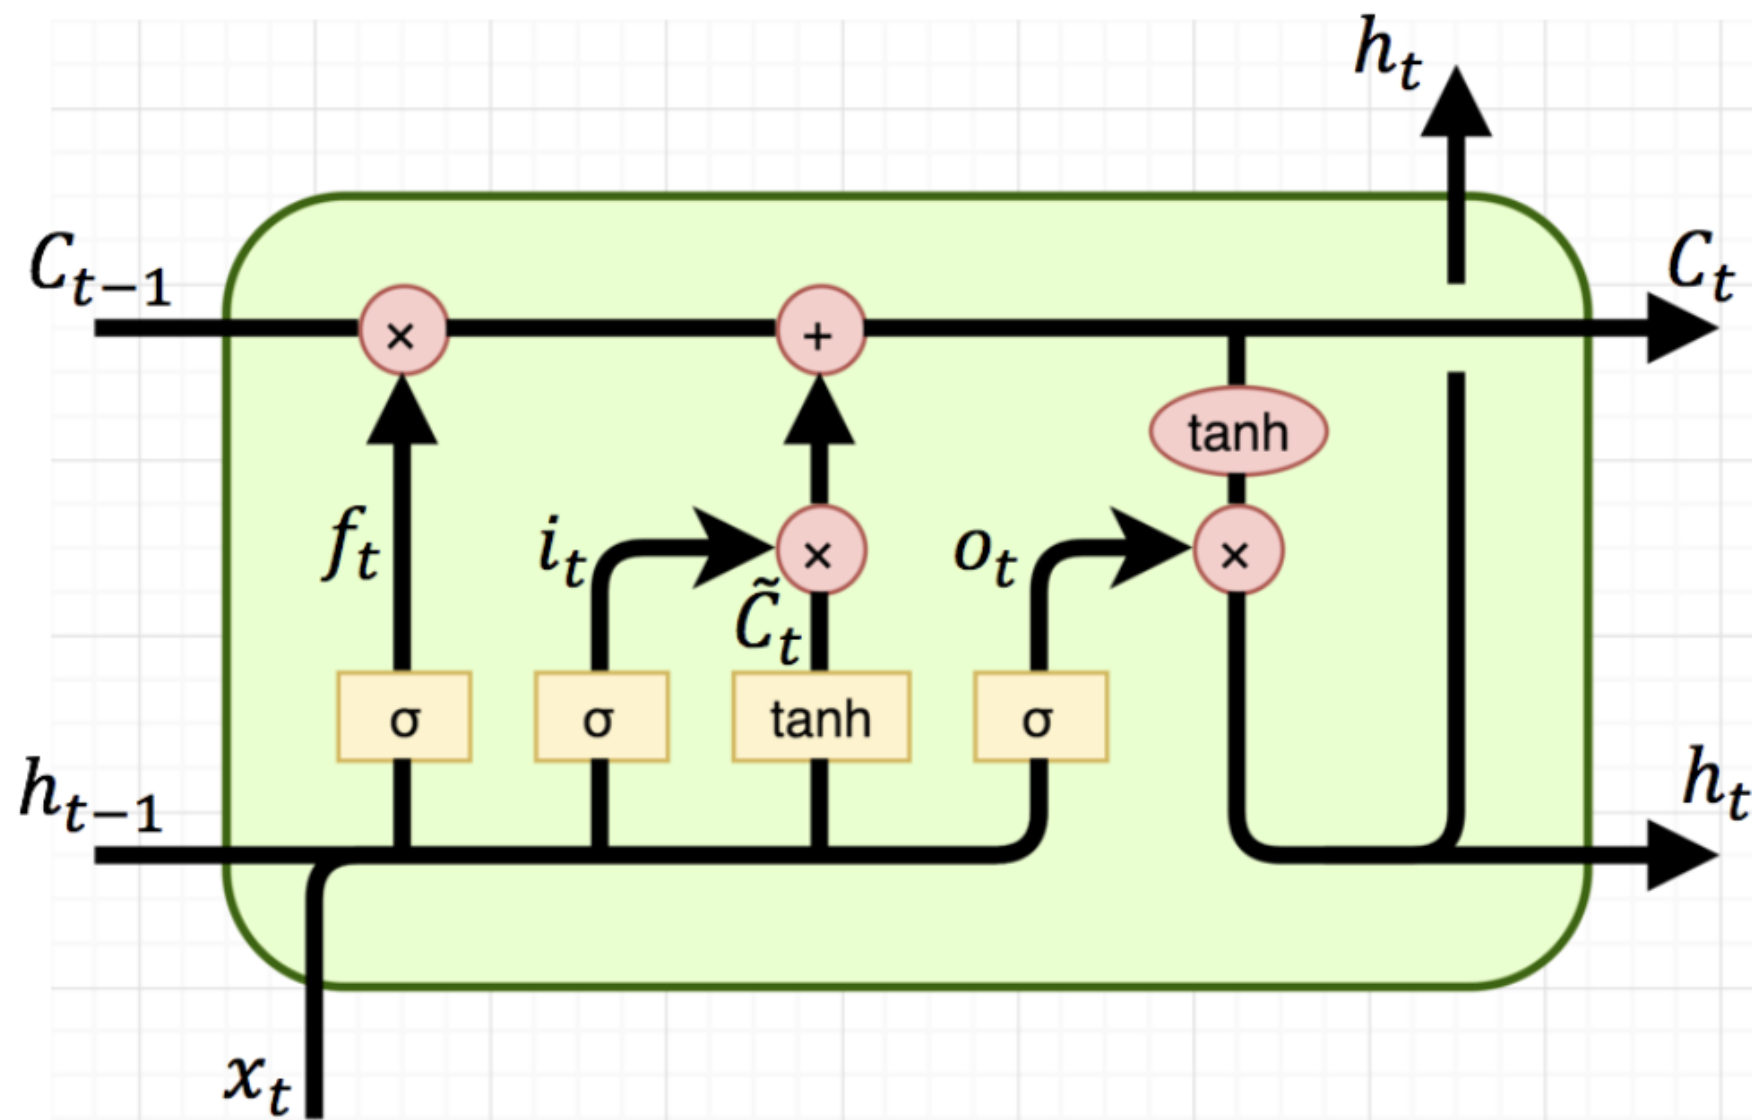 h_t
C_{t-1}
C_t
×
+
tanh
f_t
i_t
×
o_t
×
C̃_t
σ
σ
tanh
σ
h_{t-1}
h_t
x_t